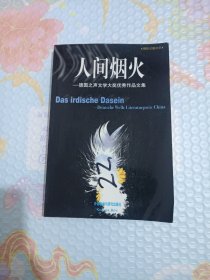 人间烟火
——德国之声文学大奖优秀作品文集
Das irdische Dasein
—Deutsche Welle Literaturpreis China
22